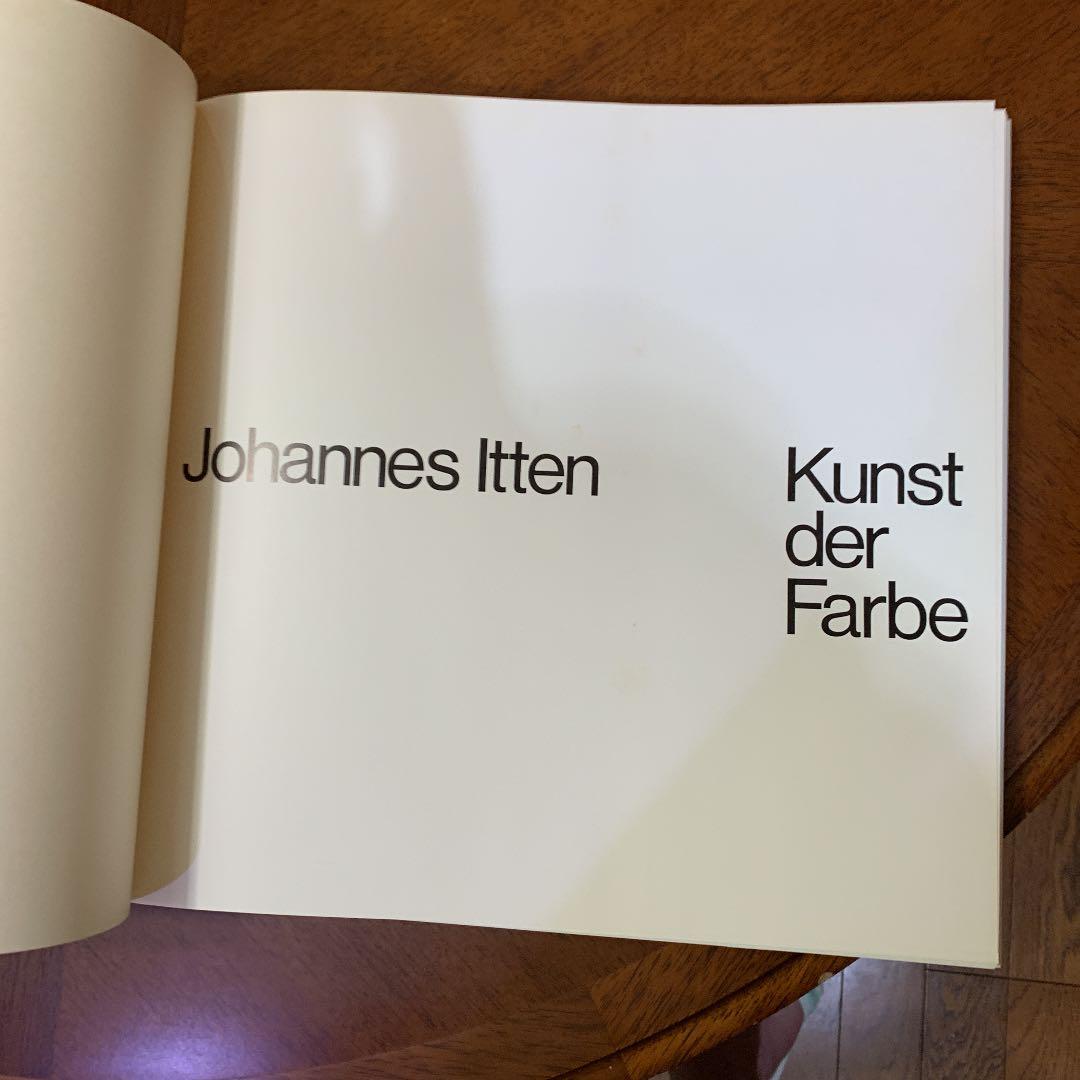 Johannes Itten
Kunst
der
Farbe